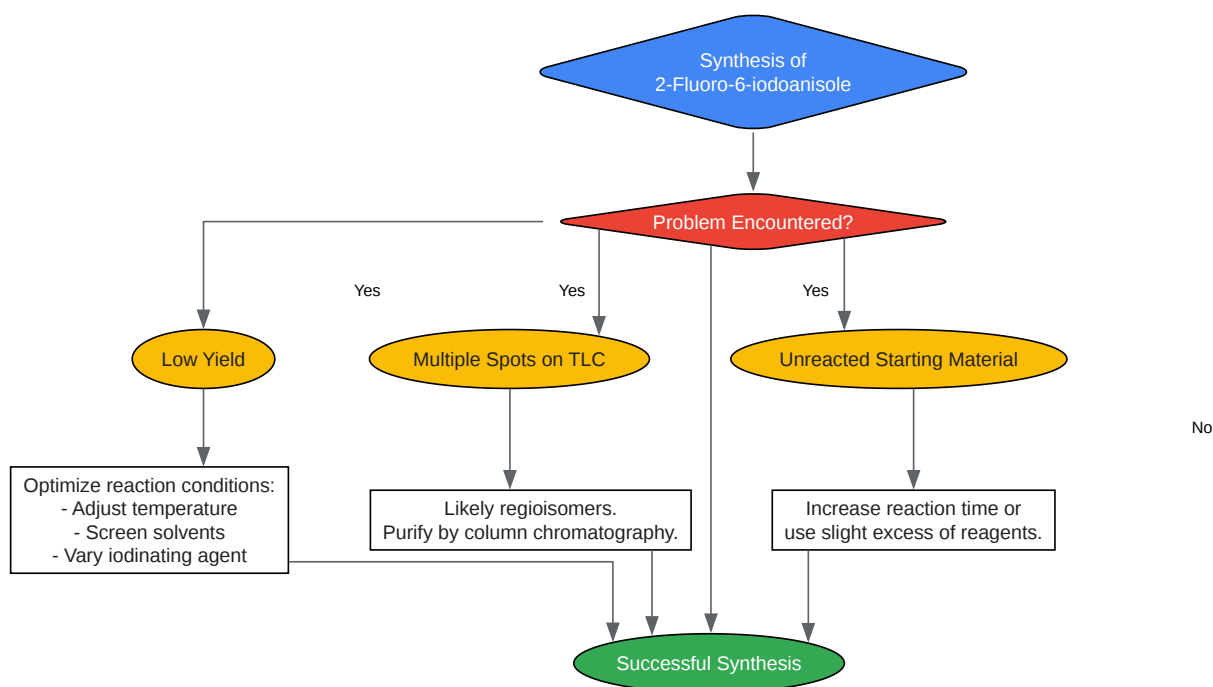 Synthesis of
2-Fluoro-6-iodoanisole
Problem Encountered?
Yes
Yes
Yes
Low Yield
Multiple Spots on TLC
Unreacted Starting Material
No
Optimize reaction conditions:
- Adjust temperature
- Screen solvents
- Vary iodinating agent
Likely regioisomers.
Purify by column chromatography.
Increase reaction time or
use slight excess of reagents.
Successful Synthesis